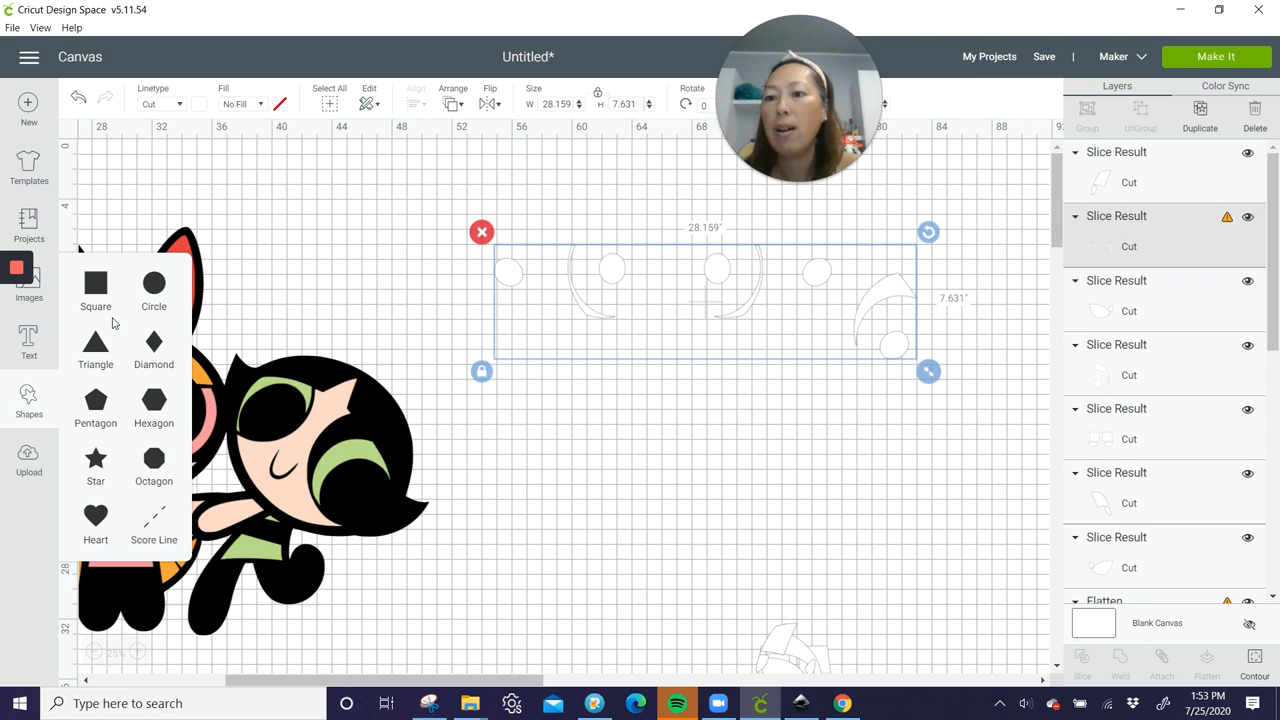 Cricut Design Space v5.11.54
File View Help
Canvas
Untitled*
My Projects Save | Maker Make It
Linetype Fill Select All Edit Align Arrange Flip Size Rotate
Cut No Fill W 28.159 H 7.631 0
Layers Color Sync
Group UnGroup Duplicate Delete
28 32 36 40 44 48 52 56 60 64 68 80 84 88 92
0
4
28
32
New
Templates
Projects
Images
Text
Shapes
Upload
Square Circle
Triangle Diamond
Pentagon Hexagon
Star Octagon
Heart Score Line
28.159"
7.631"
25%
Slice Result
Cut
Slice Result
Cut
Slice Result
Cut
Slice Result
Cut
Slice Result
Cut
Slice Result
Cut
Slice Result
Cut
Flatten
Blank Canvas
Slice Weld Attach Flatten Contour
Type here to search
1:53 PM
7/25/2020